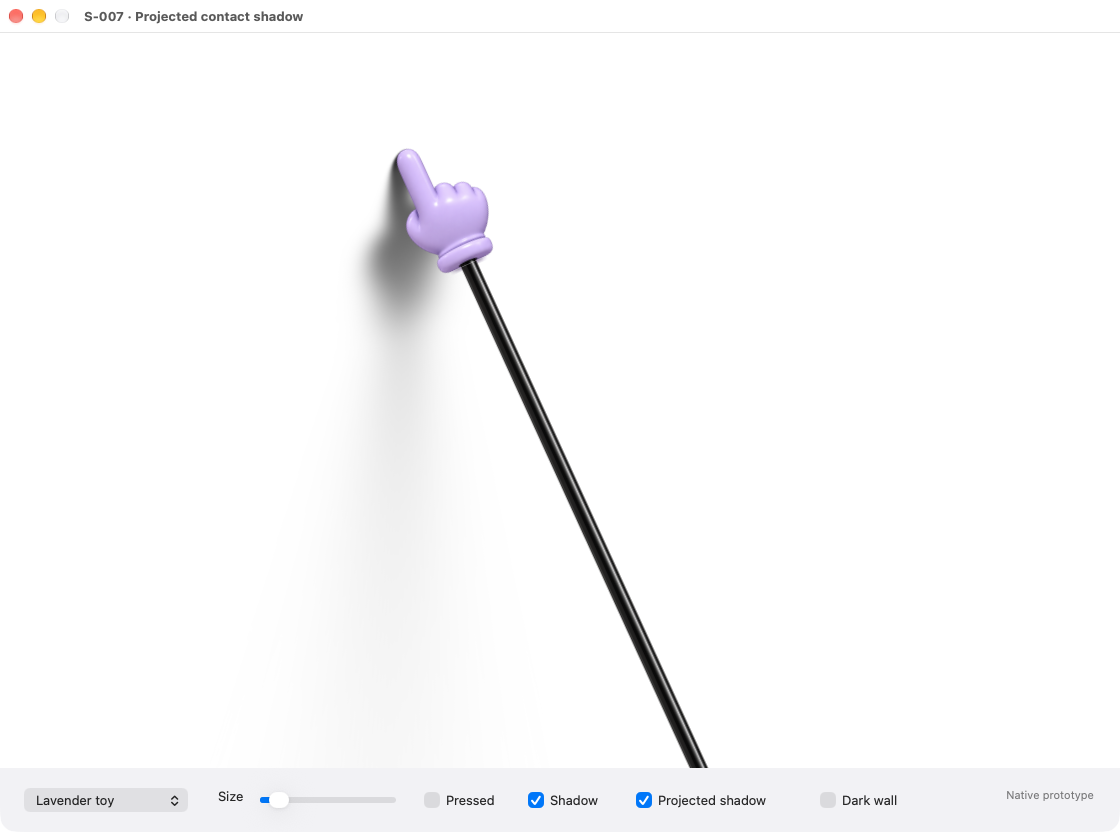 S-007 · Projected contact shadow
Lavender toy
Size
Pressed
Shadow
Projected shadow
Dark wall
Native prototype